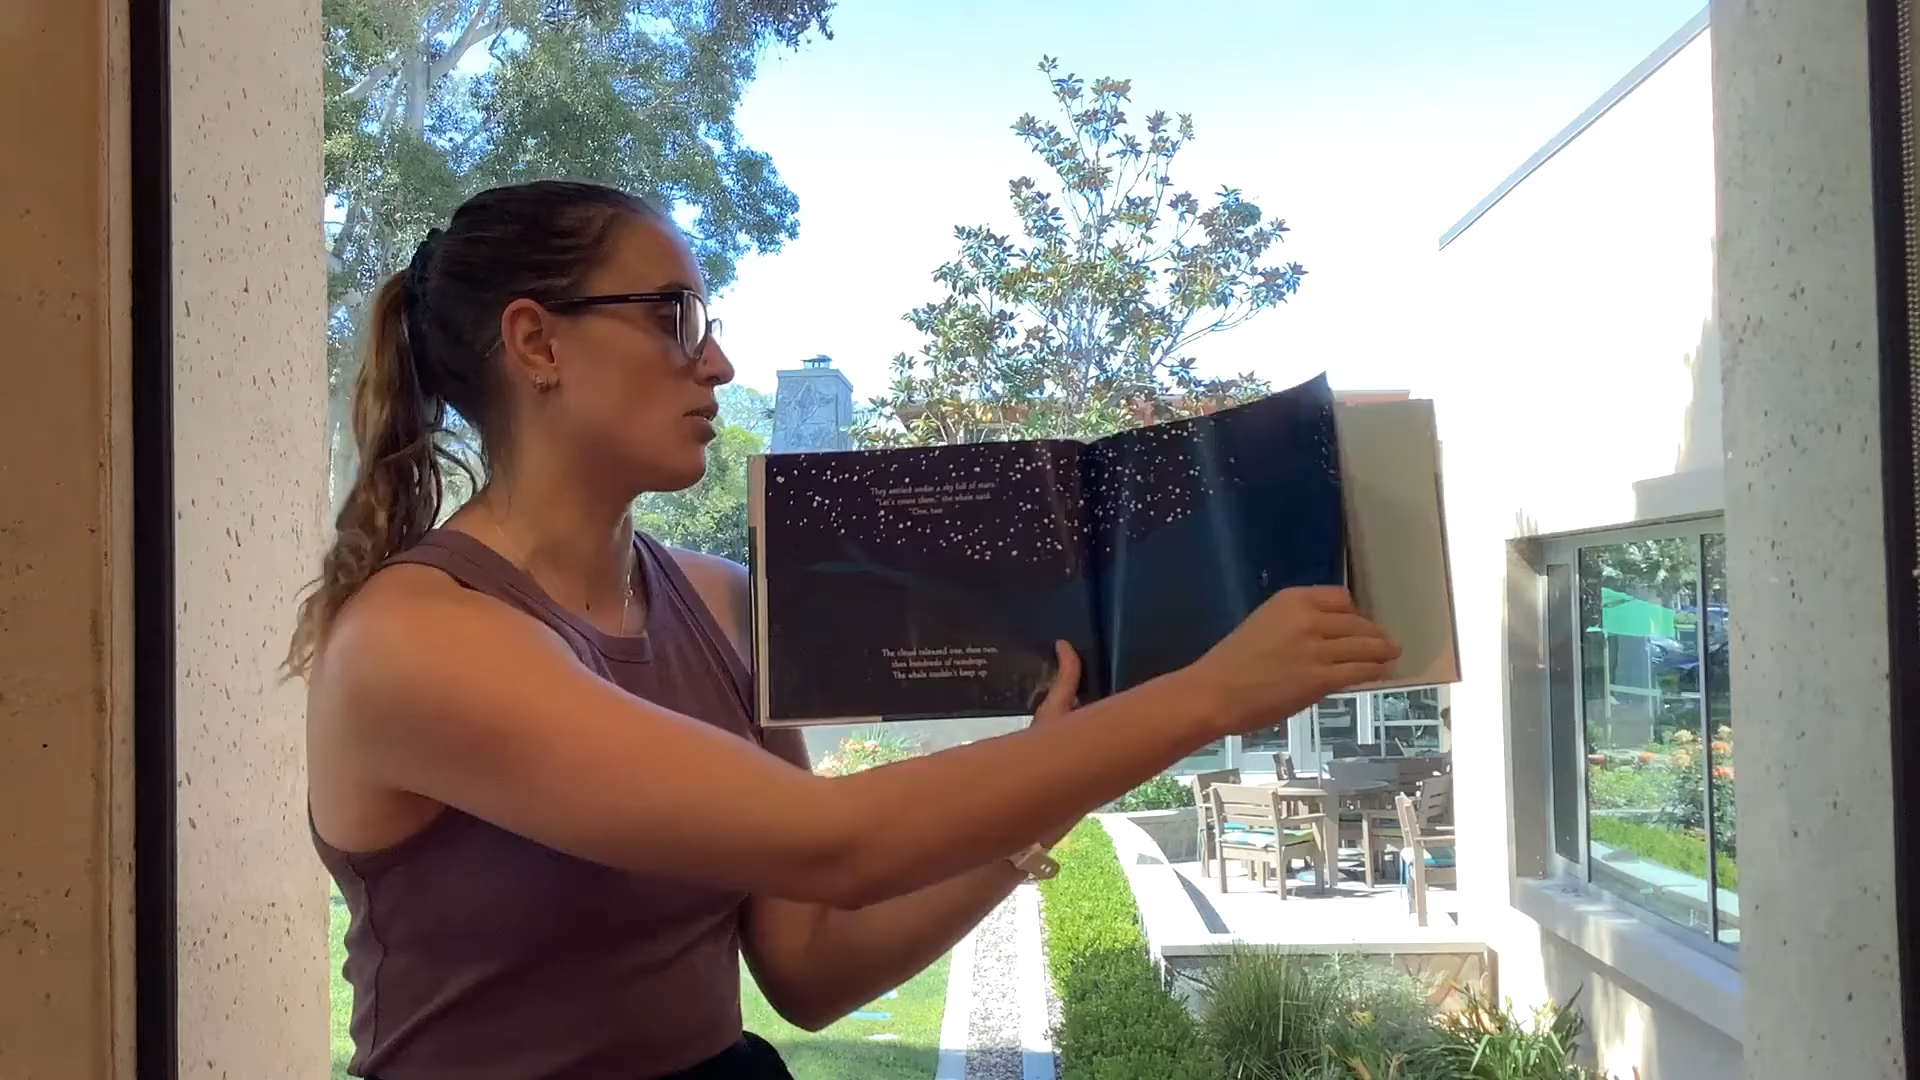 They settled under a sky full of stars.
"Let's count them," the whale said.
"One, two
The cloud released one, then two,
then hundreds of raindrops.
The whale couldn't keep up.